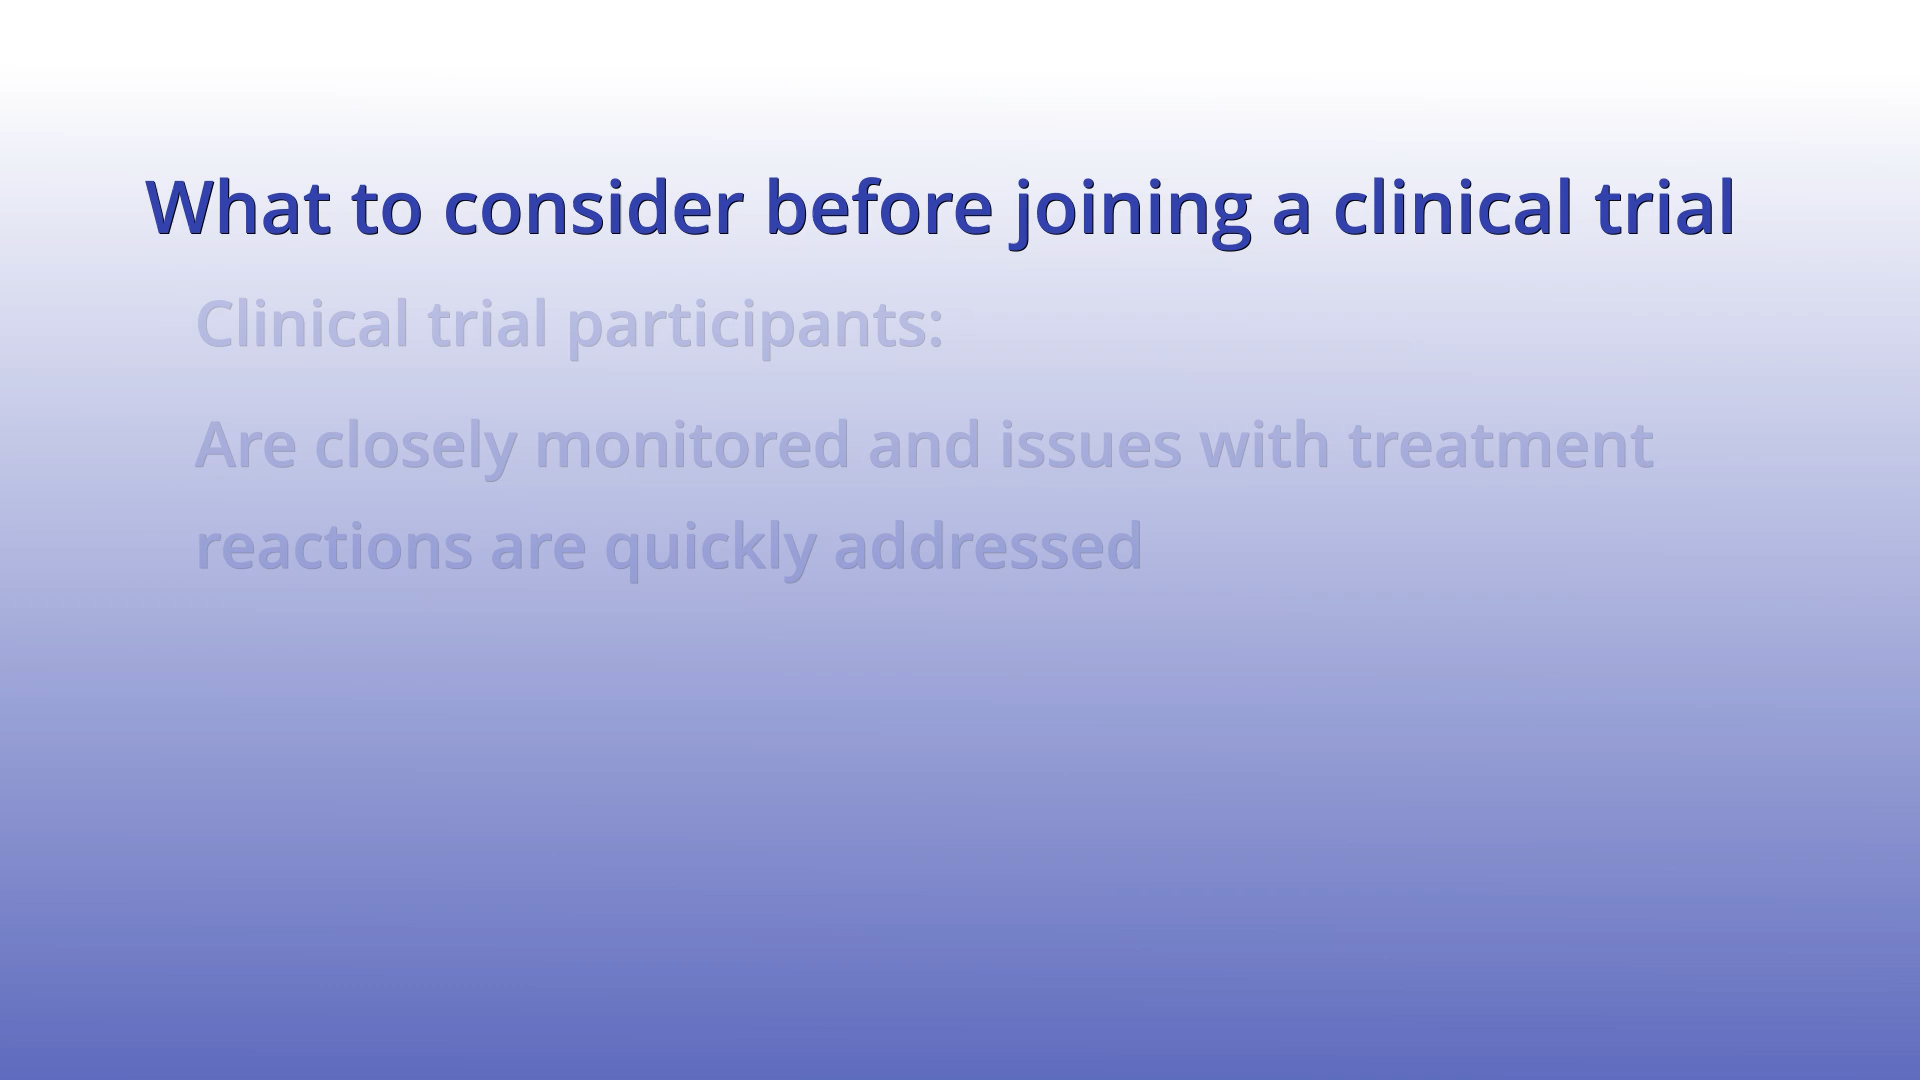 What to consider before joining a clinical trial
Clinical trial participants:
Are closely monitored and issues with treatment
reactions are quickly addressed